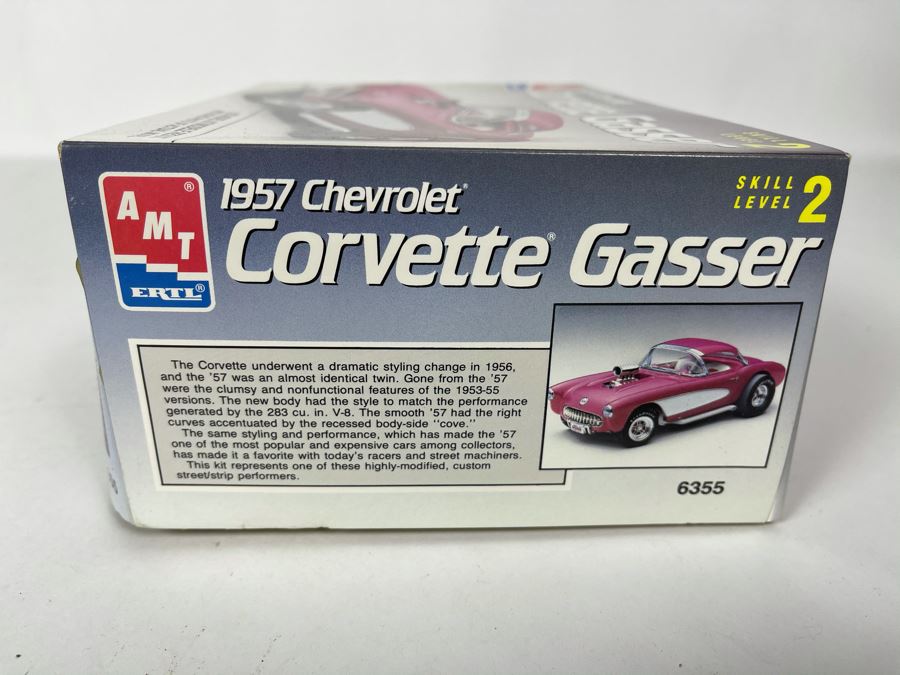 Gasser
AMT®
ERTL®
1957 Chevrolet®
Corvette® Gasser
SKILL
LEVEL 2
The Corvette underwent a dramatic styling change in 1956,
and the '57 was an almost identical twin. Gone from the '57
were the clumsy and nonfunctional features of the 1953-55
versions. The new body had the style to match the performance
generated by the 283 cu. in. V-8. The smooth '57 had the right
curves accentuated by the recessed body-side "cove."
The same styling and performance, which has made the '57
one of the most popular and expensive cars among collectors,
has made it a favorite with today's racers and street machiners.
This kit represents one of these highly-modified, custom
street/strip performers.
6355